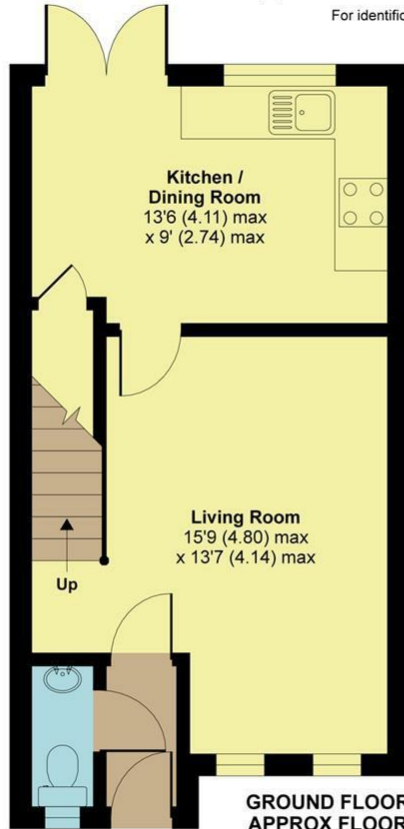 For identific
Kitchen /
Dining Room
13'6 (4.11) max
x 9' (2.74) max
Living Room
15'9 (4.80) max
x 13'7 (4.14) max
Up
GROUND FLOOR
APPROX FLOOR